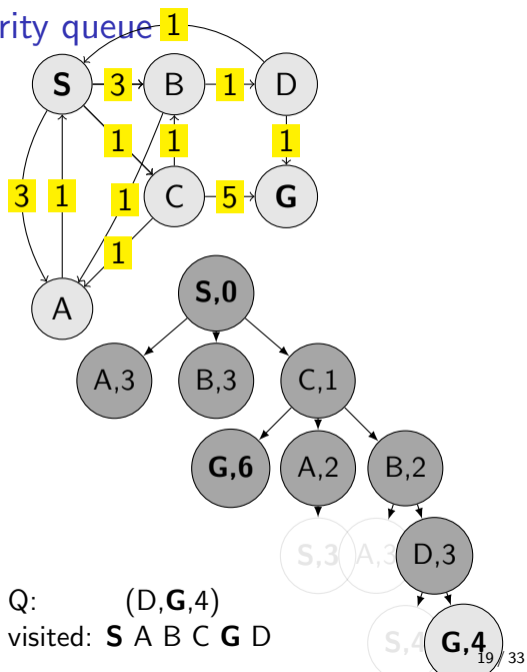 rity queue
1
S 3 B 1 D
1 1 1
3 1 1 C 5 G
1
A
S,0
A,3 B,3 C,1
G,6 A,2 B,2
S,3 A,3 D,3
Q: (D,G,4)
visited: S A B C G D
S,4 G,4
19 / 33